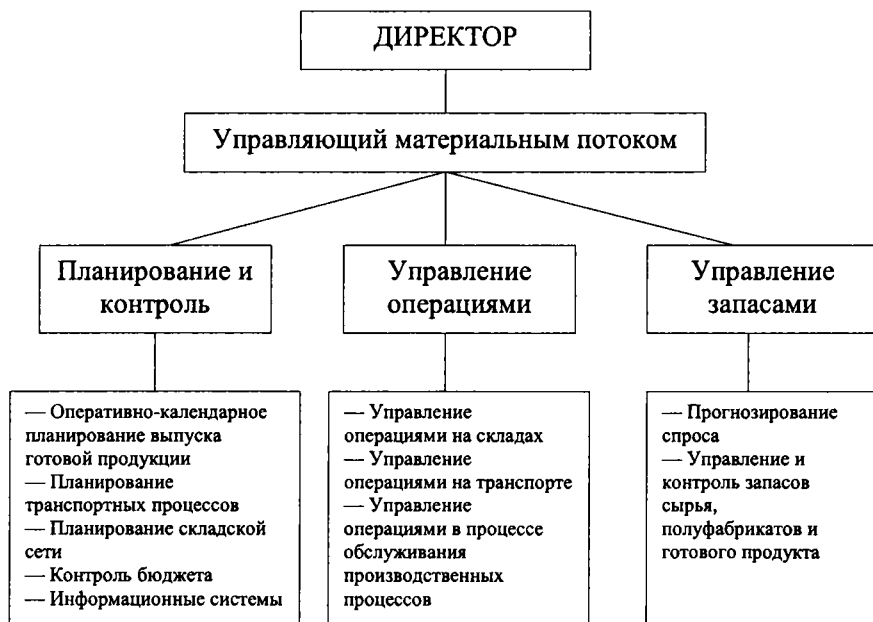 ДИРЕКТОР
Управляющий материальным потоком
Планирование и
контроль
Управление
операциями
Управление
запасами
— Оперативно-календарное
планирование выпуска
готовой продукции
— Планирование
транспортных процессов
— Планирование складской
сети
— Контроль бюджета
— Информационные системы
— Управление
операциями на складах
— Управление
операциями на транспорте
— Управление
операциями в процессе
обслуживания
производственных
процессов
— Прогнозирование
спроса
— Управление и
контроль запасов
сырья,
полуфабрикатов и
готового продукта